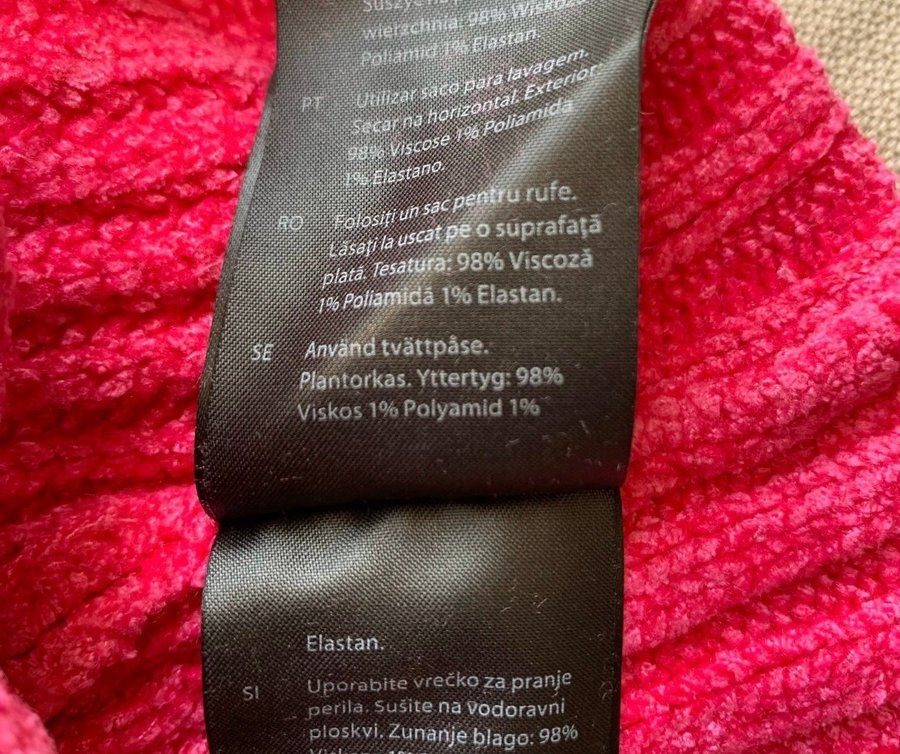 wierzchnia: 98% Wiskoza
Poliamid 1% Elastan.
PT Utilizar saco para lavagem.
Secar na horizontal. Exterior:
98% Viscose 1% Poliamida
1% Elastano.
RO Folosiți un sac pentru rufe.
Lăsați la uscat pe o suprafață
plată. Tesatura: 98% Viscoză
1% Poliamidă 1% Elastan.
SE Använd tvättpåse.
Plantorkas. Yttertyg: 98%
Viskos 1% Polyamid 1%
Elastan.
SI Uporabite vrečko za pranje
perila. Sušite na vodoravni
ploskvi. Zunanje blago: 98%